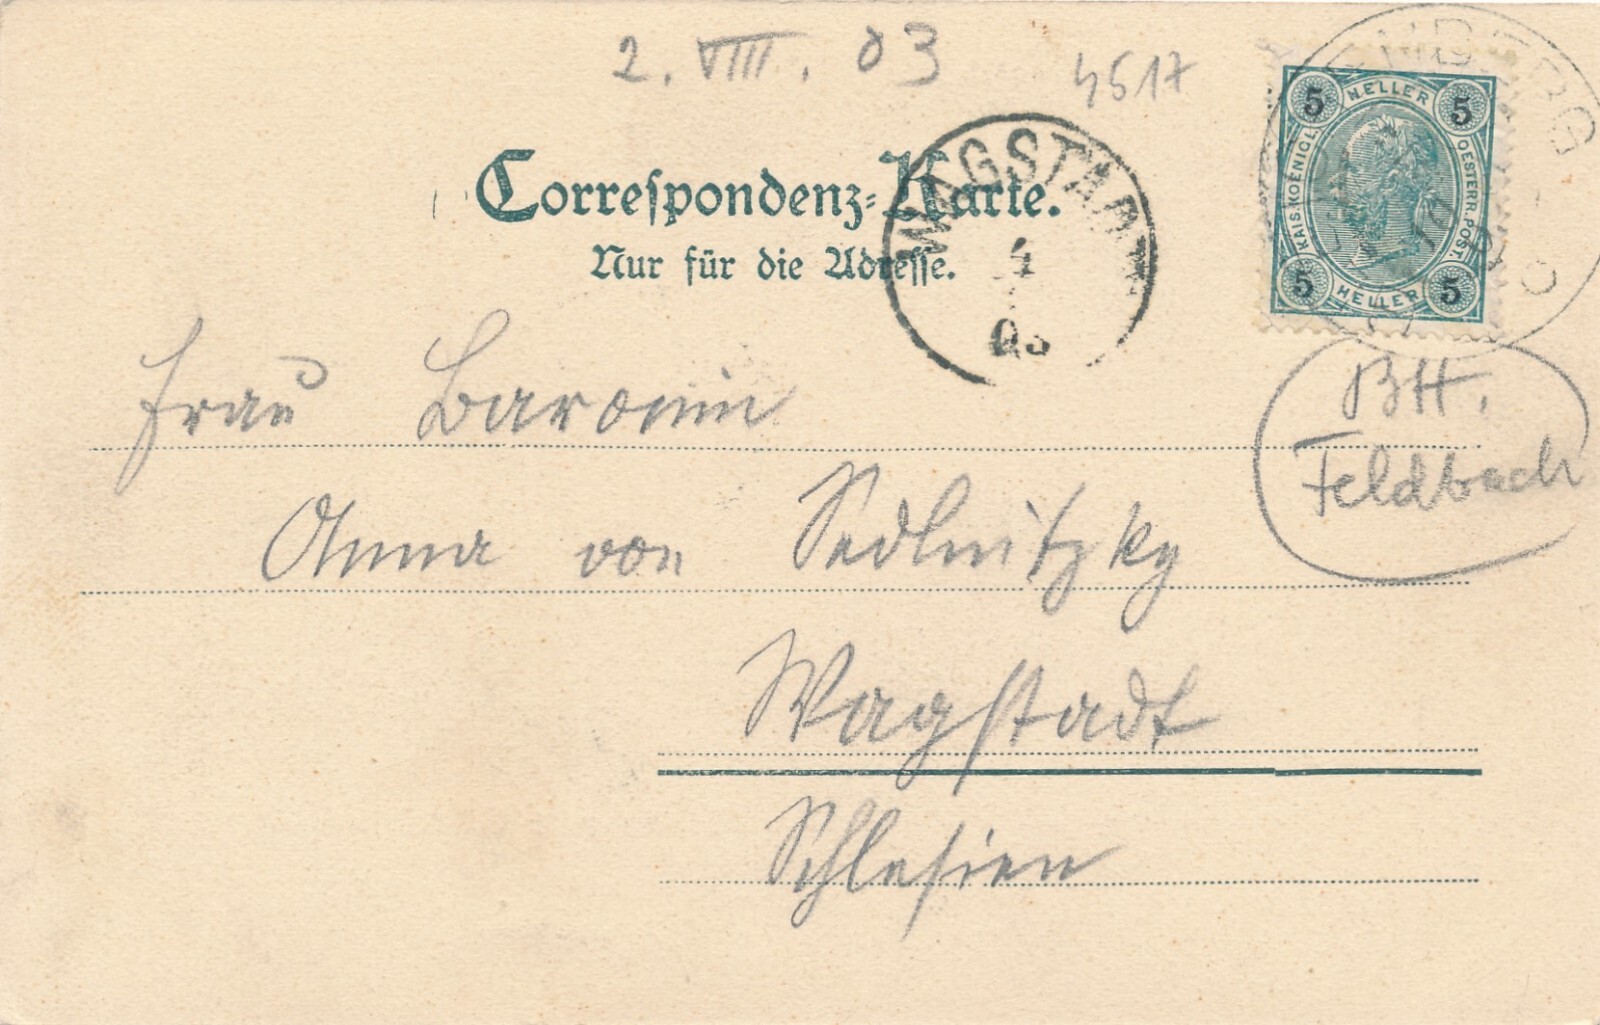 2. VIII. 03
4517
Correspondenz-Karte.
Nur für die Adresse.
WAGSTADT
4
03
5 HELLER 5
KAIS. KOENIGL.
OESTERR. POST.
5 HELLER 5
BH.
Feldbach
Frau Baronin
Anna von Sedlnitzky
Wagstadt
Schlesien